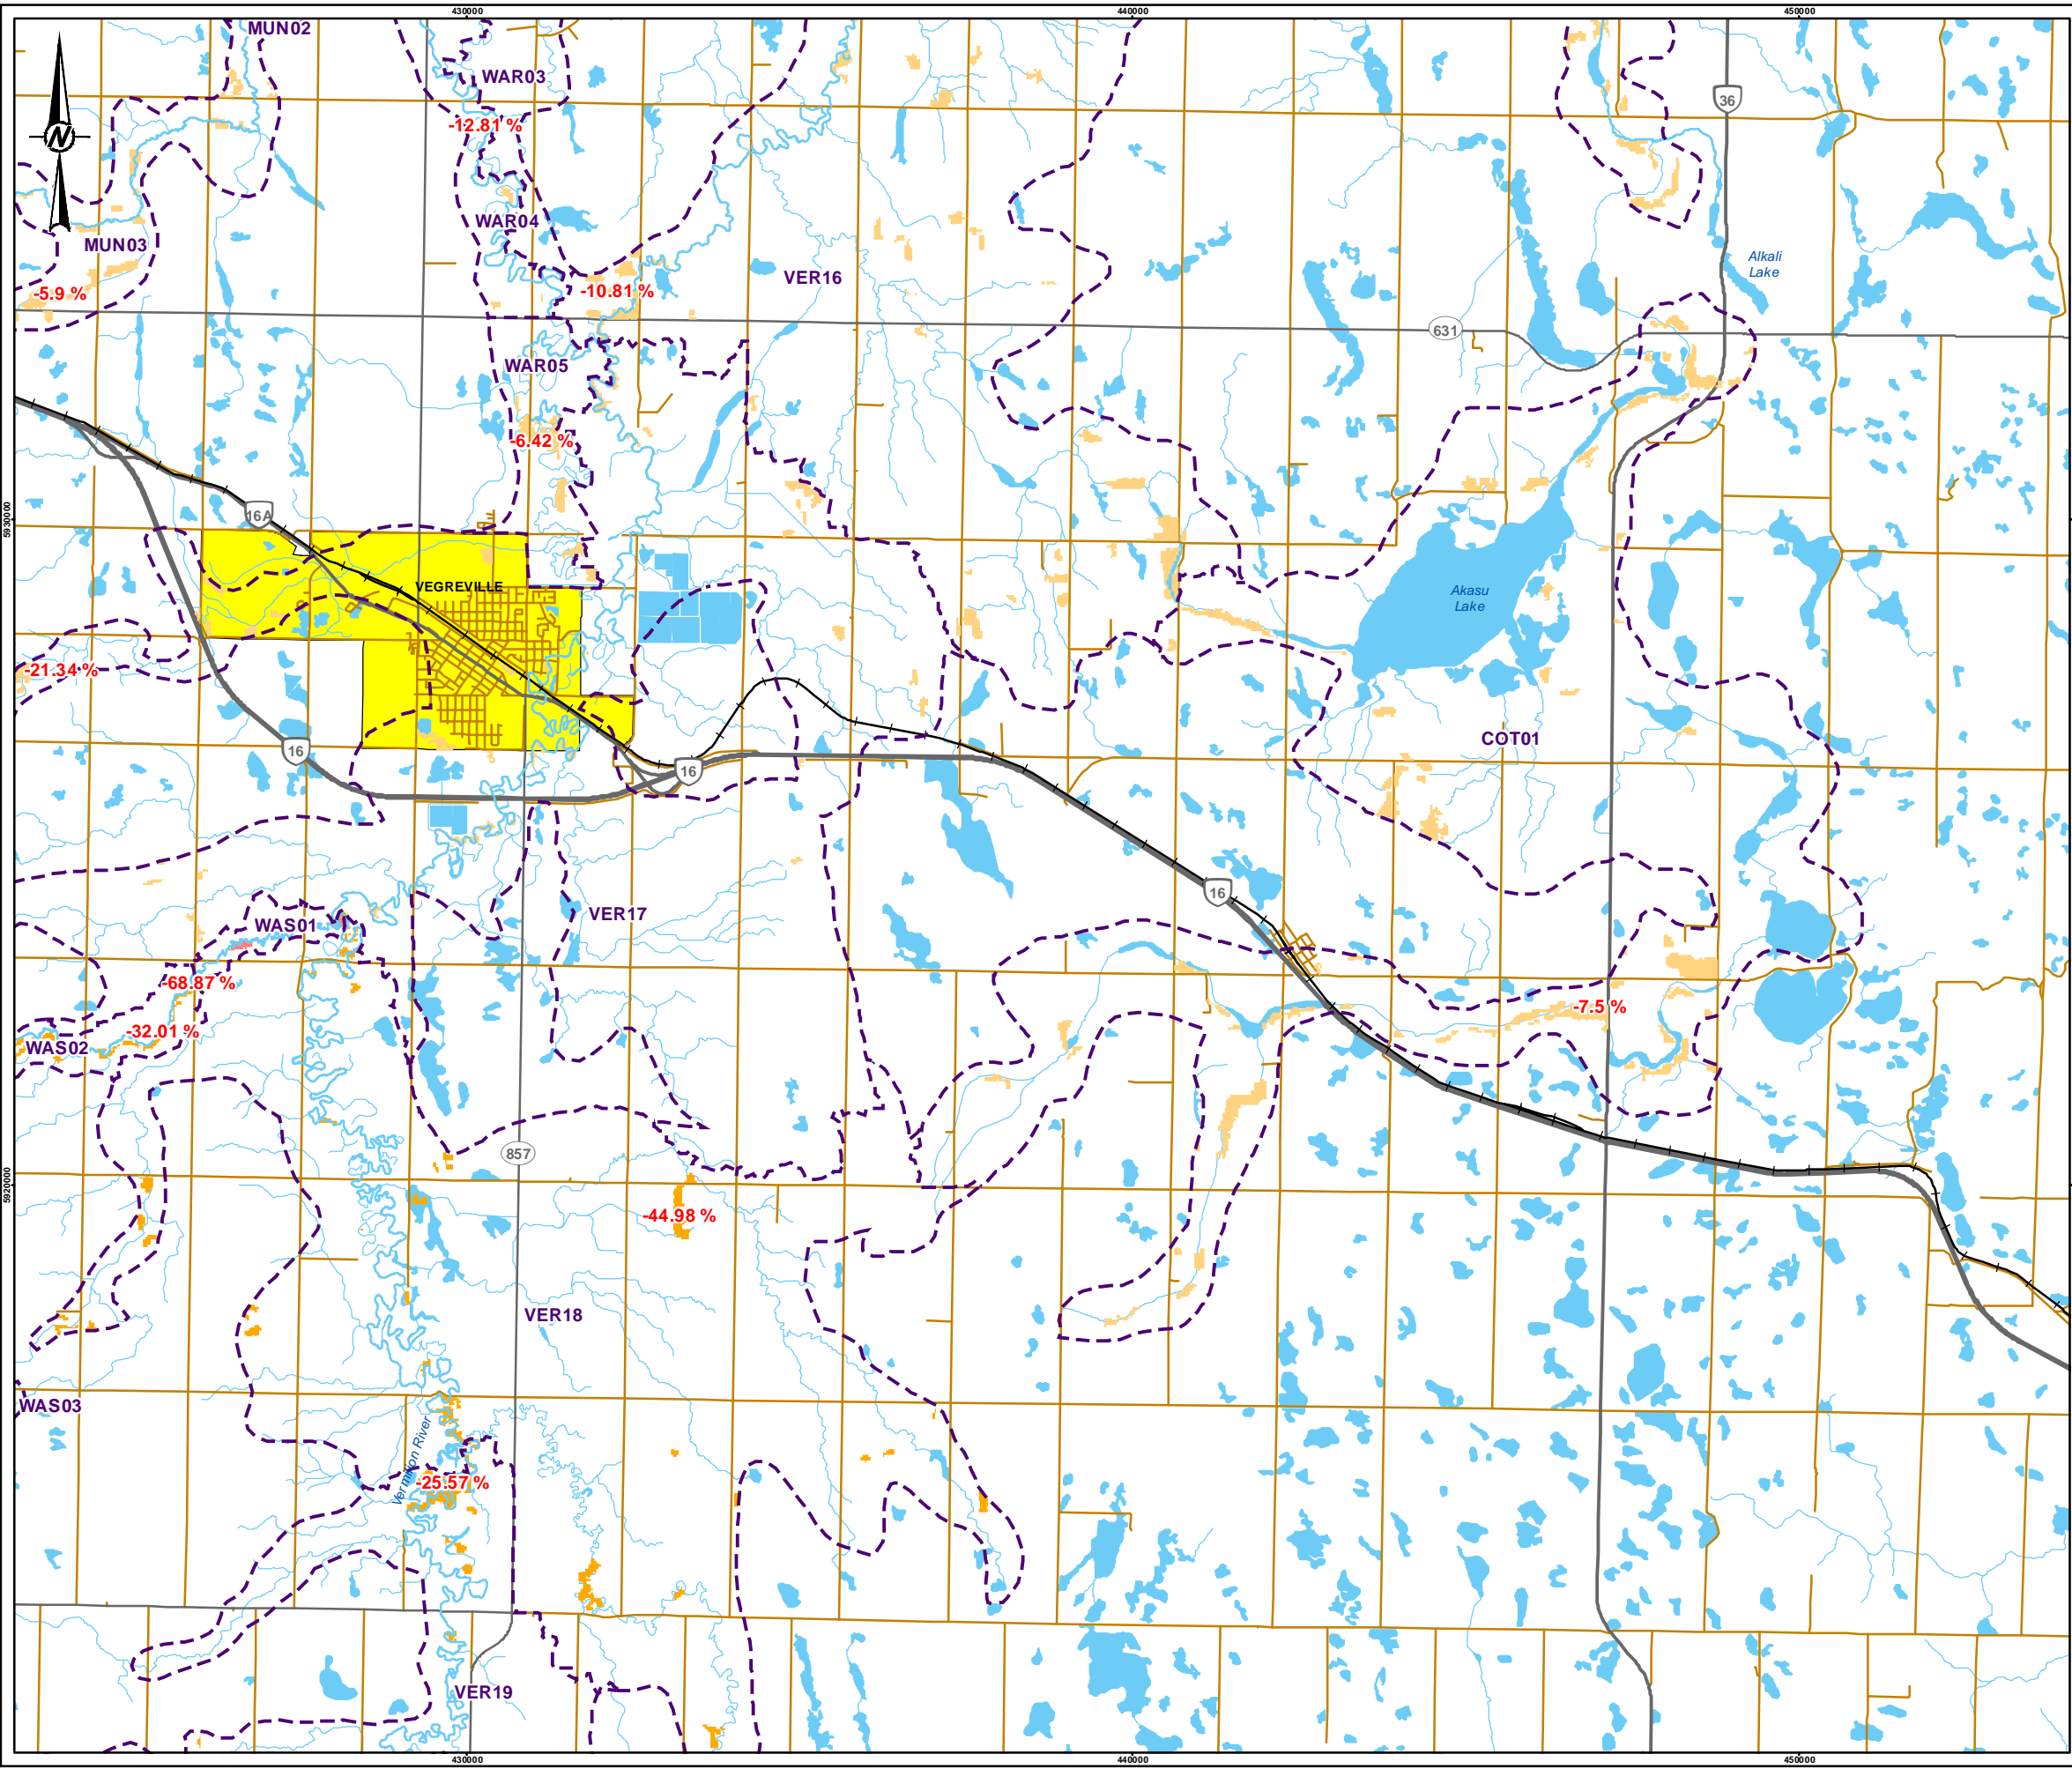 430000
440000
450000
MUN02
WAR03
36
-12.81 %
N
WAR04
MUN03
Alkali
Lake
VER16
-5.9 %
-10.81 %
631
WAR05
-6.42 %
16A
5930000
VEGREVILLE
Akasu
Lake
-21.34 %
COT01
16
16
16
VER17
WAS01
-68.87 %
-7.5 %
-32.01 %
WAS02
857
5920000
-44.98 %
VER18
WAS03
Vermilion River
-25.57 %
VER19
430000
440000
450000